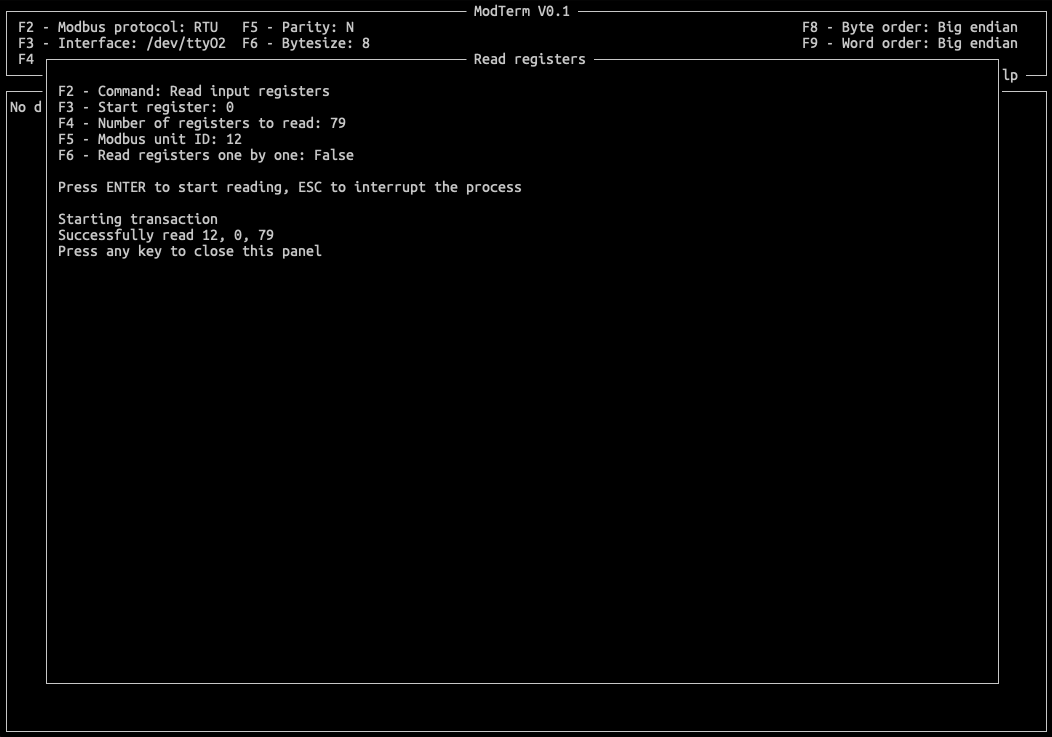 ModTerm V0.1
F2 - Modbus protocol: RTU F5 - Parity: N F8 - Byte order: Big endian
F3 - Interface: /dev/ttyO2 F6 - Bytesize: 8 F9 - Word order: Big endian
F4
Read registers
lp
F2 - Command: Read input registers
No d
F3 - Start register: 0
F4 - Number of registers to read: 79
F5 - Modbus unit ID: 12
F6 - Read registers one by one: False
Press ENTER to start reading, ESC to interrupt the process
Starting transaction
Successfully read 12, 0, 79
Press any key to close this panel